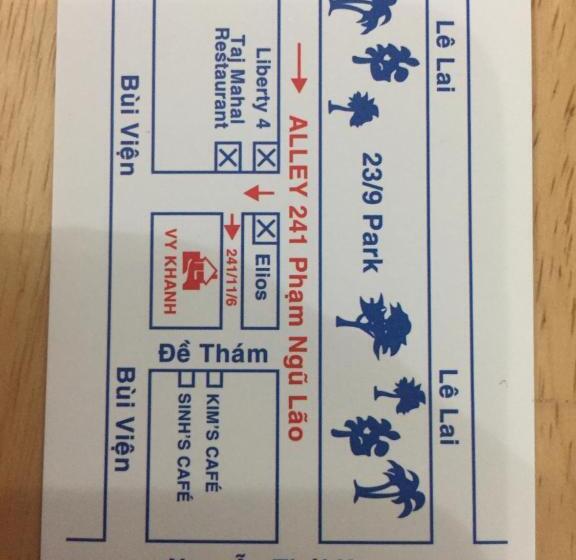 Lê Lai
Lê Lai
23/9 Park
ALLEY 241 Phạm Ngũ Lão
Liberty 4
Taj Mahal
Restaurant
Elios
241/11/6
VY KHANH
Đề Thám
KIM'S CAFÉ
SINH'S CAFÉ
Bùi Viện
Bùi Viện